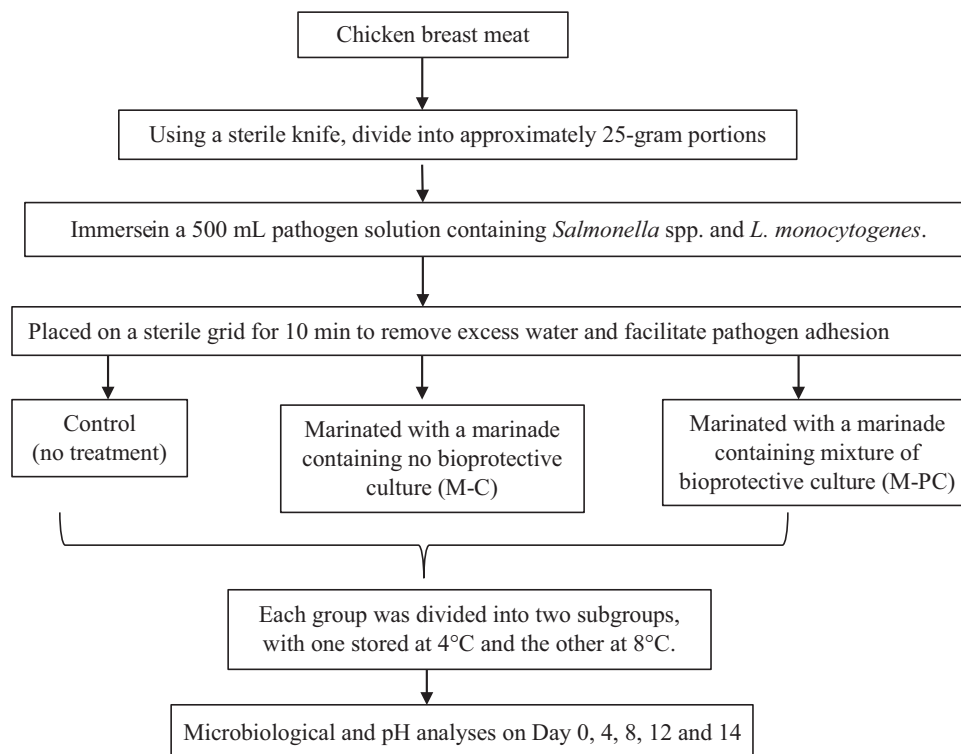 Chicken breast meat
Using a sterile knife, divide into approximately 25-gram portions
Immersein a 500 mL pathogen solution containing Salmonella spp. and L. monocytogenes.
Placed on a sterile grid for 10 min to remove excess water and facilitate pathogen adhesion
Control
(no treatment)
Marinated with a marinade
containing no bioprotective
culture (M-C)
Marinated with a marinade
containing mixture of
bioprotective culture (M-PC)
Each group was divided into two subgroups,
with one stored at 4°C and the other at 8°C.
Microbiological and pH analyses on Day 0, 4, 8, 12 and 14